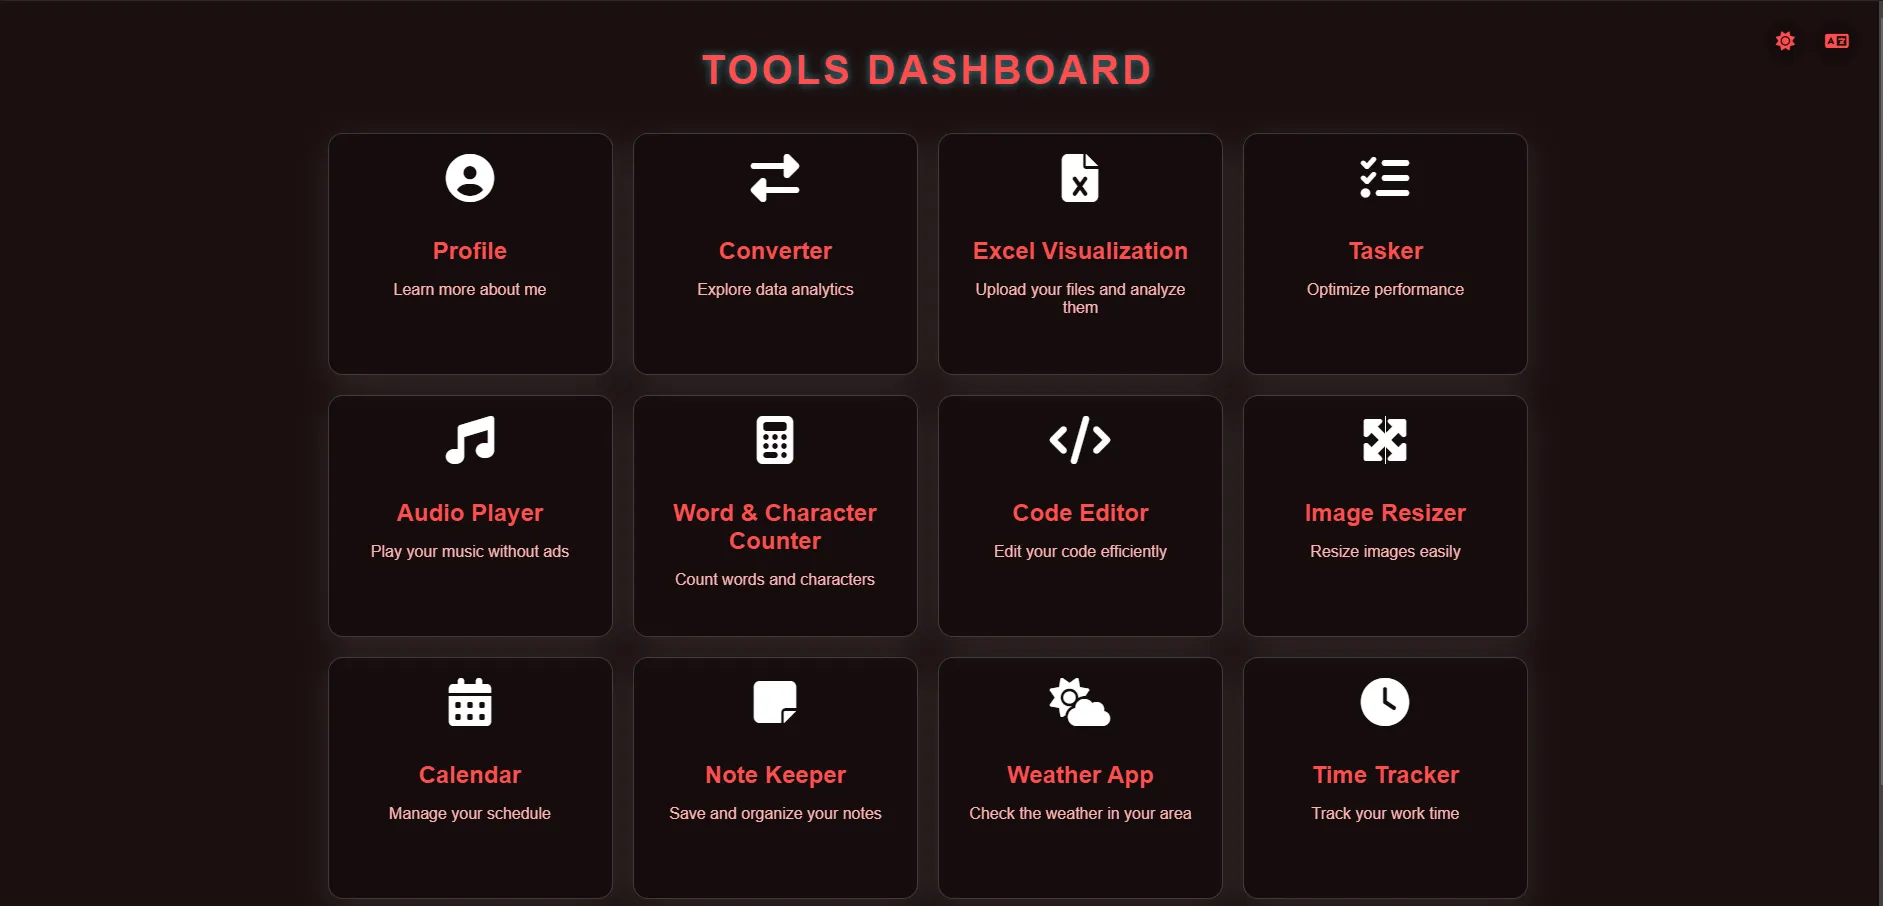 TOOLS DASHBOARD
Profile
Learn more about me
Converter
Explore data analytics
Excel Visualization
Upload your files and analyze
them
Tasker
Optimize performance
Audio Player
Play your music without ads
Word & Character
Counter
Count words and characters
Code Editor
Edit your code efficiently
Image Resizer
Resize images easily
Calendar
Manage your schedule
Note Keeper
Save and organize your notes
Weather App
Check the weather in your area
Time Tracker
Track your work time